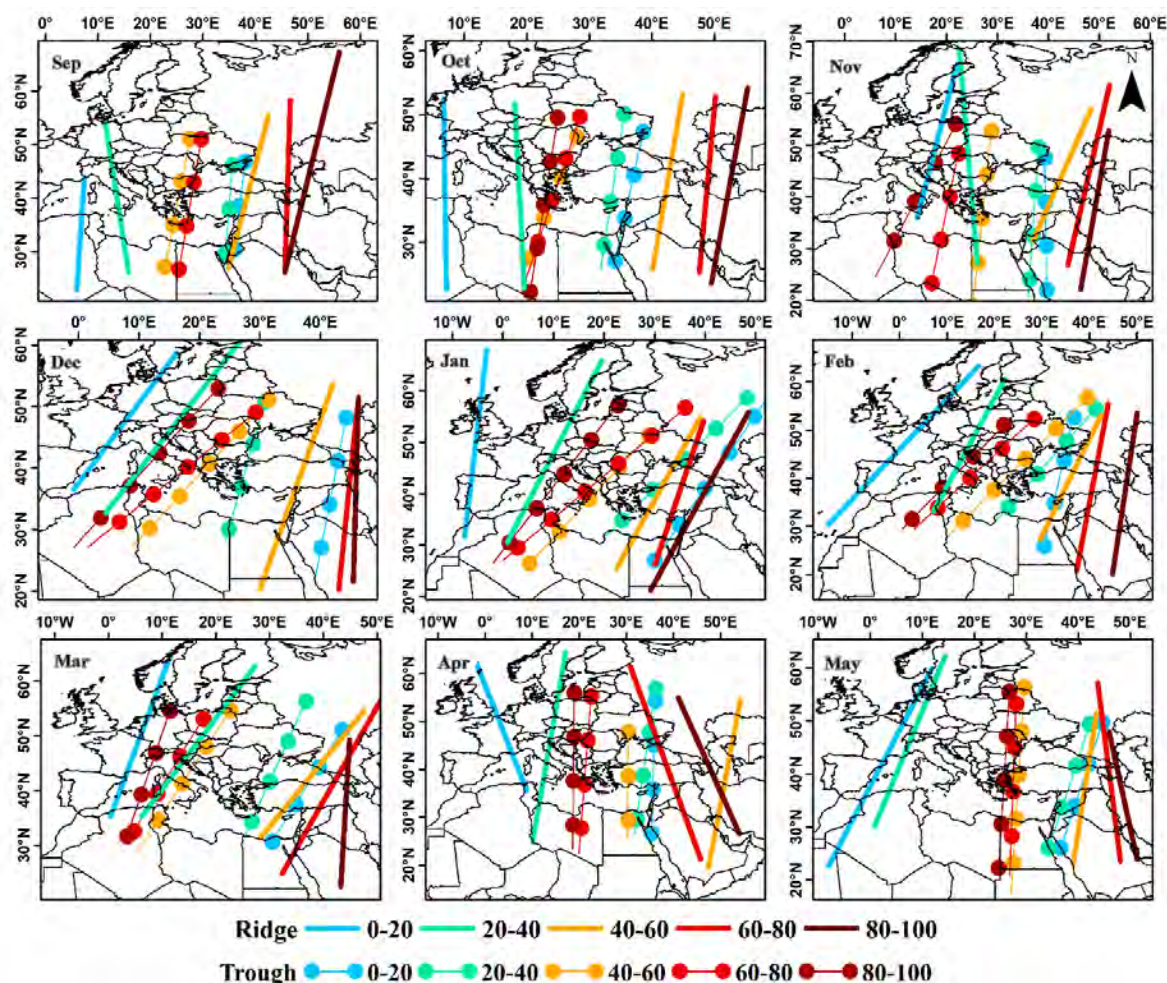 0° 10°E 20°E 30°E 40°E 50°E 60°E
Sep
60°N
50°N
40°N
30°N
20°N
10°W 0° 10°E 20°E 30°E 40°E 50°E
Oct
60°N
50°N
40°N
30°N
20°N
10°W 0° 10°E 20°E 30°E 40°E 50°E 60°E
Nov
N
70°N
60°N
50°N
40°N
30°N
20°N
0° 10°E 20°E 30°E 40°E
Dec
60°N
50°N
40°N
30°N
20°N
10°W 0° 10°E 20°E 30°E 40°E 50°E
Jan
60°N
50°N
40°N
30°N
20°N
10°W 0° 10°E 20°E 30°E 40°E 50°E
Feb
60°N
50°N
40°N
30°N
20°N
10°W 0° 10°E 20°E 30°E 40°E 50°E
Mar
60°N
50°N
40°N
30°N
10°W 0° 10°E 20°E 30°E 40°E 50°E
Apr
60°N
50°N
40°N
30°N
10°W 0° 10°E 20°E 30°E 40°E 50°E
May
60°N
50°N
40°N
30°N
20°N
Ridge 0-20 20-40 40-60 60-80 80-100
Trough 0-20 20-40 40-60 60-80 80-100